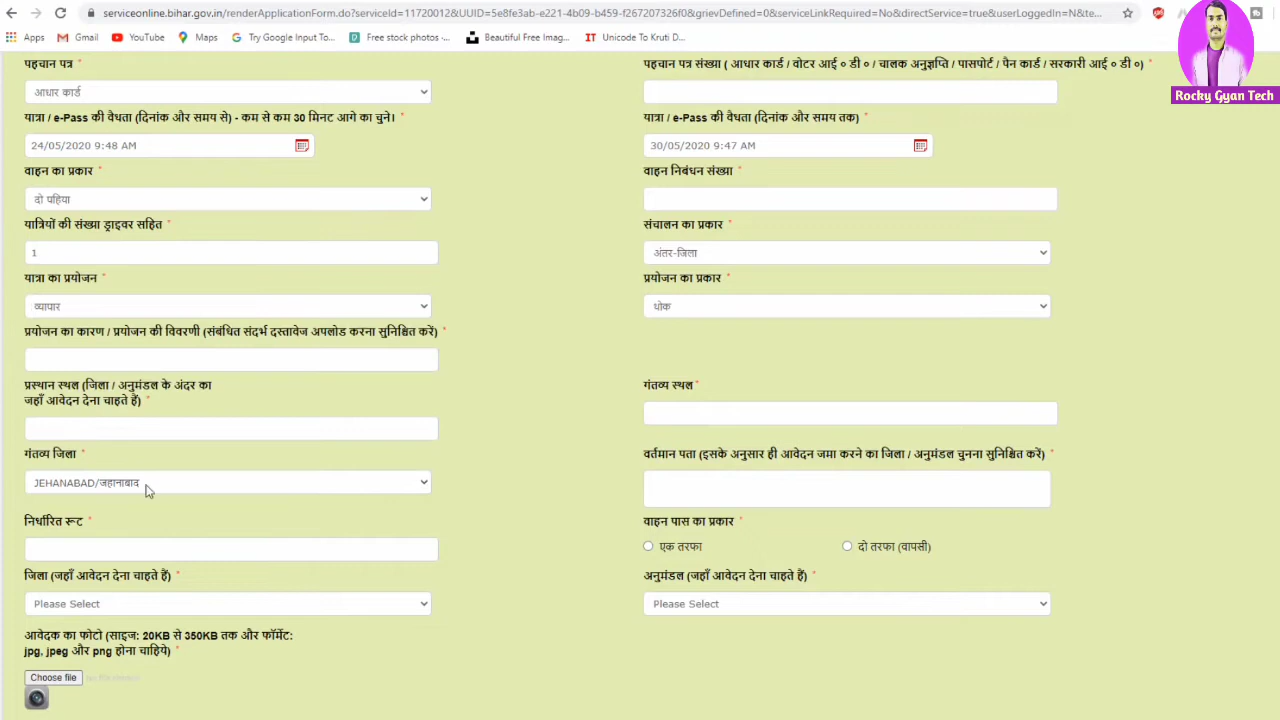 serviceonline.bihar.gov.in/renderApplicationForm.do?serviceId=11720012&UUID=5e8fe3ab-e221-4b09-b459-f267207326f0&grievDefined=0&serviceLinkRequired=No&directService=true&userLoggedIn=N&te...
Apps Gmail YouTube Maps Try Google Input To... Free stock photos -... Beautiful Free Imag... Unicode To Kruti D...
Rocky Gyan Tech
पहचान पत्र * पहचान पत्र संख्या ( आधार कार्ड / वोटर आई ० डी ० / चालक अनुज्ञप्ति / पासपोर्ट / पैन कार्ड / सरकारी आई ० डी ०) *
आधार कार्ड
यात्रा / e-Pass की वैधता (दिनांक और समय से) - कम से कम 30 मिनट आगे का चुने। * यात्रा / e-Pass की वैधता (दिनांक और समय तक) *
24/05/2020 9:48 AM 30/05/2020 9:47 AM
वाहन का प्रकार * वाहन निबंधन संख्या *
दो पहिया
यात्रियों की संख्या ड्राइवर सहित * संचालन का प्रकार *
1 अंतर-जिला
यात्रा का प्रयोजन * प्रयोजन का प्रकार *
व्यापार थोक
प्रयोजन का कारण / प्रयोजन की विवरणी (संबंधित संदर्भ दस्तावेज अपलोड करना सुनिश्चित करें) *
प्रस्थान स्थल (जिला / अनुमंडल के अंदर का गंतव्य स्थल *
जहाँ आवेदन देना चाहते हैं) *
गंतव्य जिला * वर्तमान पता (इसके अनुसार ही आवेदन जमा करने का जिला / अनुमंडल चुनना सुनिश्चित करें) *
JEHANABAD/जहानाबाद
निर्धारित रूट * वाहन पास का प्रकार *
एक तरफा दो तरफा (वापसी)
जिला (जहाँ आवेदन देना चाहते हैं) * अनुमंडल (जहाँ आवेदन देना चाहते हैं) *
Please Select Please Select
आवेदक का फोटो (साइज: 20KB से 350KB तक और फॉर्मेट:
jpg, jpeg और png होना चाहिये) *
Choose file No file chosen